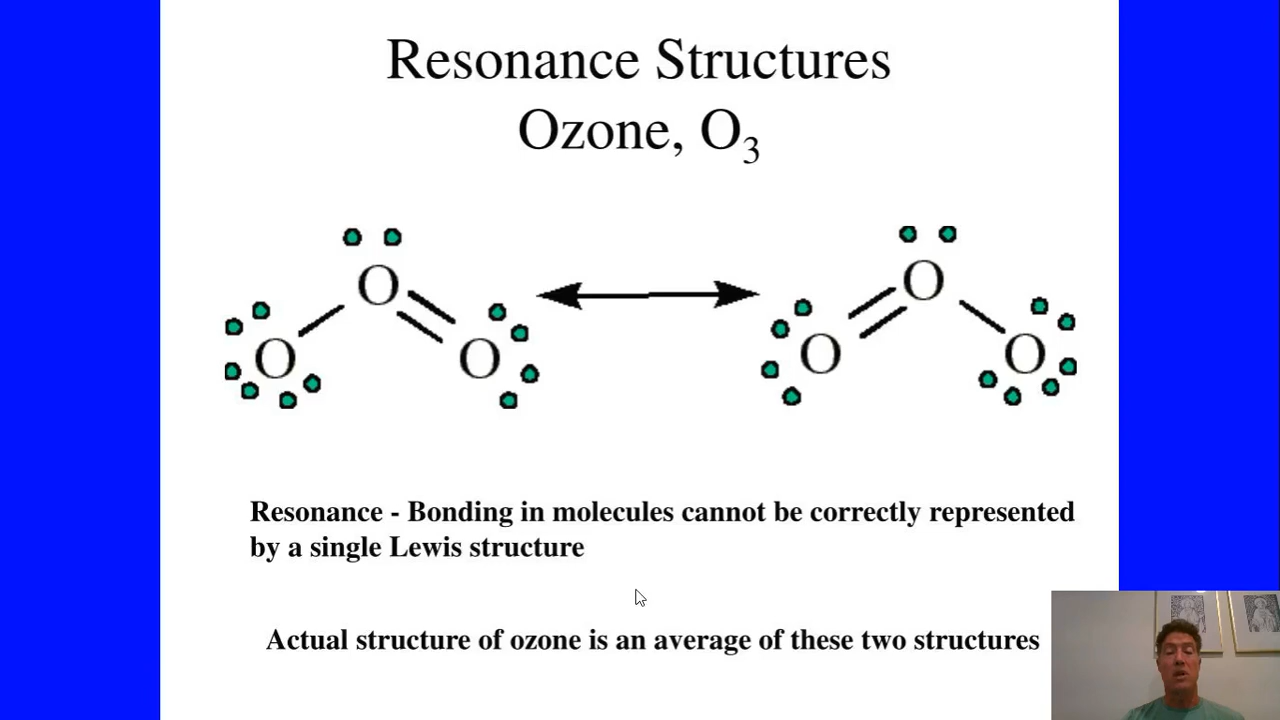 Resonance Structures
Ozone, O₃
O O
O O O O
Resonance - Bonding in molecules cannot be correctly represented
by a single Lewis structure
Actual structure of ozone is an average of these two structures